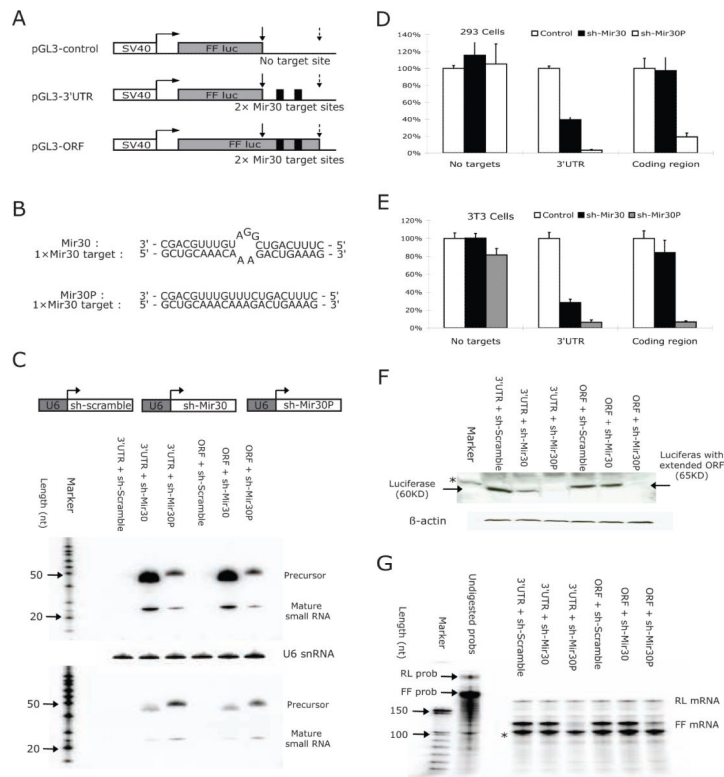 A
pGL3-control
SV40
FF luc
No target site
pGL3-3'UTR
SV40
FF luc
2× Mir30 target sites
pGL3-ORF
SV40
FF luc
2× Mir30 target sites
B
Mir30 :
3' - CGACGUUUGU AGG CUGACUUUC - 5'
1×Mir30 target :
5' - GCUGCAAACA AA GACUGAAAG - 3'
Mir30P :
3' - CGACGUUUGUUUCUGACUUUC - 5'
1×Mir30 target :
5' - GCUGCAAACAAAGACUGAAAG - 3'
C
U6
sh-scramble
U6
sh-Mir30
U6
sh-Mir30P
Length (nt)
Marker
3'UTR + sh-Scramble
3'UTR + sh-Mir30
3'UTR + sh-Mir30P
ORF + sh-Scramble
ORF + sh-Mir30
ORF + sh-Mir30P
50
Precursor
Mature
small RNA
20
U6 snRNA
50
Precursor
Mature
small RNA
20
D
293 Cells
Control
sh-Mir30
sh-Mir30P
140%
120%
100%
80%
60%
40%
20%
0%
No targets
3'UTR
Coding region
E
3T3 Cells
Control
sh-Mir30
sh-Mir30P
120%
100%
80%
60%
40%
20%
0%
No targets
3'UTR
Coding region
F
Marker
3'UTR + sh-Scramble
3'UTR + sh-Mir30
3'UTR + sh-Mir30P
ORF + sh-Scramble
ORF + sh-Mir30
ORF + sh-Mir30P
*
Luciferase
(60KD)
Luciferas with
extended ORF
(65KD)
ß-actin
G
Length (nt)
Marker
Undigested probs
3'UTR + sh-Scramble
3'UTR + sh-Mir30
3'UTR + sh-Mir30P
ORF + sh-Scramble
ORF + sh-Mir30
ORF + sh-Mir30P
RL prob
FF prob
150
100
RL mRNA
FF mRNA
*